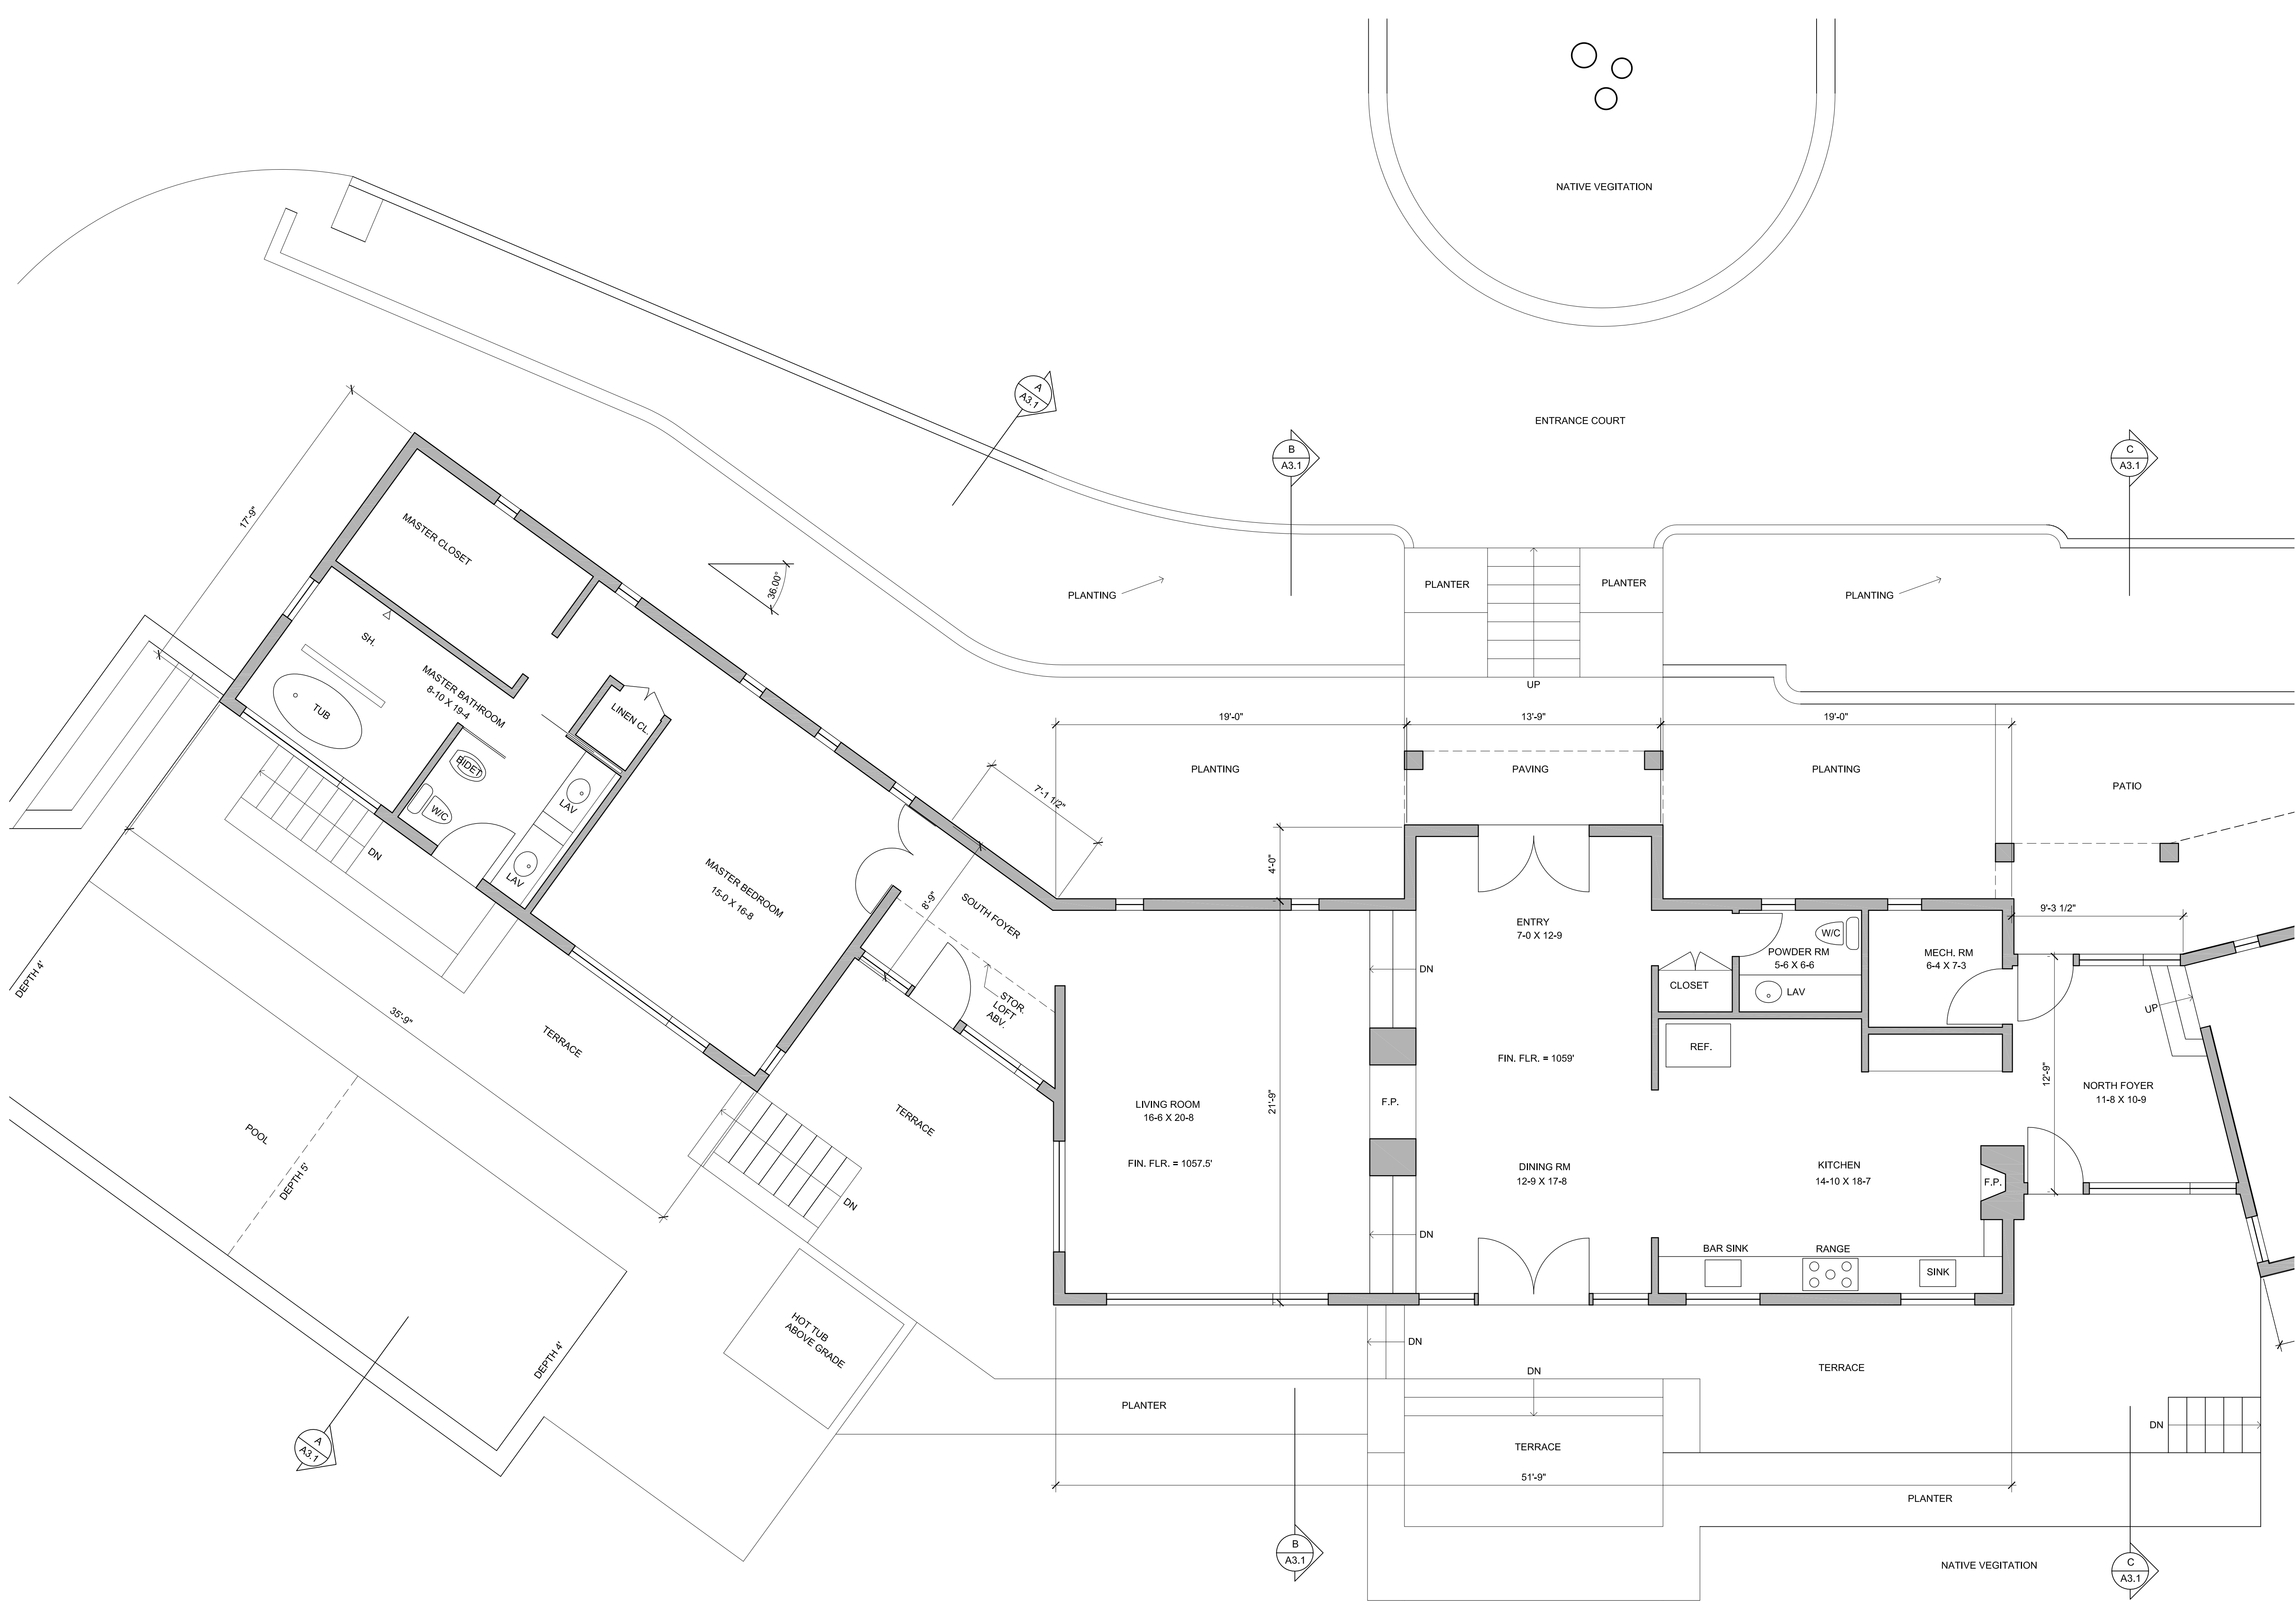 NATIVE VEGITATION
ENTRANCE COURT
A
A3.1
B
A3.1
C
A3.1
17'-9"
MASTER CLOSET
36.00°
PLANTING
PLANTER
PLANTER
PLANTING
UP
SH.
MASTER BATHROOM
8-10 X 19-4
TUB
LINEN CL.
BIDET
W/C
LAV
LAV
DN
19'-0"
13'-9"
19'-0"
PLANTING
PAVING
PLANTING
PATIO
7'-1 1/2"
8'-9"
4'-0"
MASTER BEDROOM
15-0 X 16-8
SOUTH FOYER
STOR.
LOFT
ABV.
ENTRY
7-0 X 12-9
DN
W/C
POWDER RM
5-6 X 6-6
LAV
CLOSET
MECH. RM
6-4 X 7-3
9'-3 1/2"
UP
DEPTH 4'
35'-9"
TERRACE
TERRACE
REF.
FIN. FLR. = 1059'
12'-9"
NORTH FOYER
11-8 X 10-9
LIVING ROOM
16-6 X 20-8
FIN. FLR. = 1057.5'
21'-9"
F.P.
POOL
DEPTH 5'
DN
DINING RM
12-9 X 17-8
KITCHEN
14-10 X 18-7
F.P.
DN
BAR SINK
RANGE
SINK
HOT TUB
ABOVE GRADE
DEPTH 4'
DN
DN
TERRACE
PLANTER
DN
TERRACE
51'-9"
PLANTER
A
A3.1
B
A3.1
NATIVE VEGITATION
C
A3.1